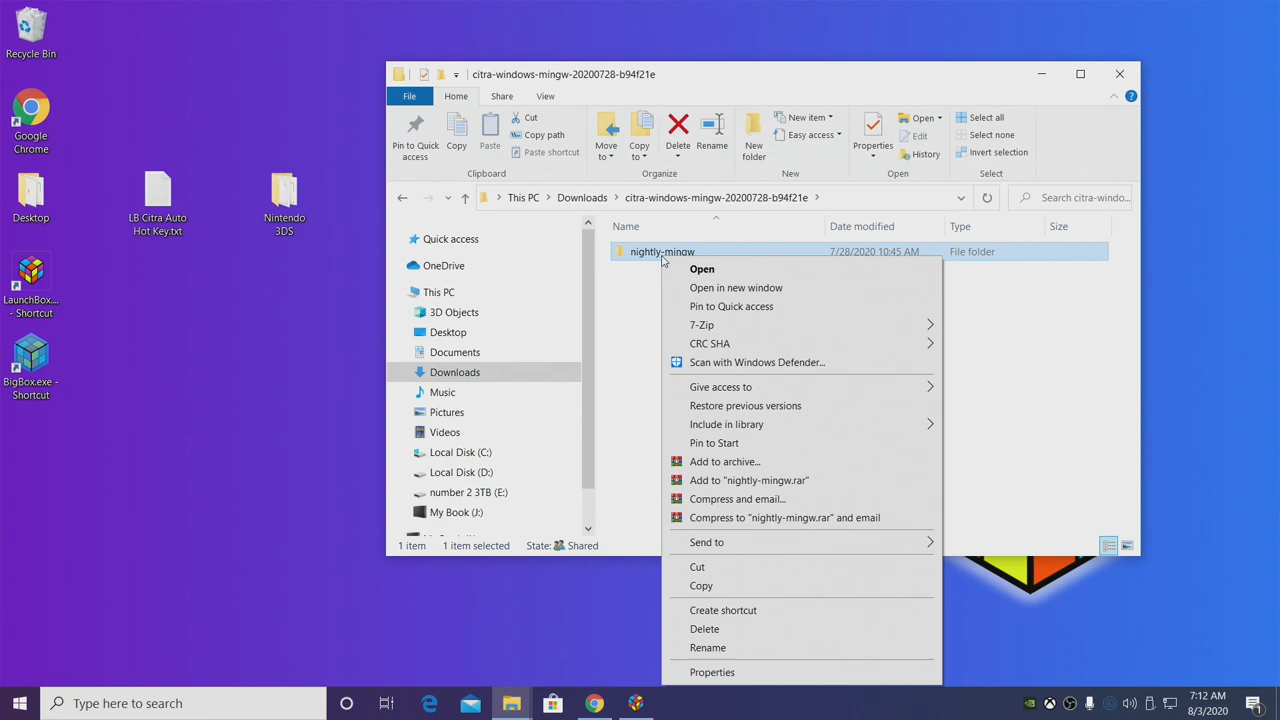 Recycle Bin
Google
Chrome
Desktop
LB Citra Auto
Hot Key.txt
Nintendo
3DS
LaunchBox....
- Shortcut
BigBox.exe -
Shortcut
citra-windows-mingw-20200728-b94f21e
File
Home
Share
View
?
Pin to Quick
access
Copy
Paste
Cut
Copy path
Paste shortcut
Clipboard
Move
to
Copy
to
Delete
Rename
Organize
New
folder
New item
Easy access
New
Properties
Open
Edit
History
Open
Select all
Select none
Invert selection
Select
This PC
Downloads
citra-windows-mingw-20200728-b94f21e
Search citra-windo...
Quick access
OneDrive
This PC
3D Objects
Desktop
Documents
Downloads
Music
Pictures
Videos
Local Disk (C:)
Local Disk (D:)
number 2 3TB (E:)
My Book (J:)
Name
Date modified
Type
Size
nightly-mingw
7/28/2020 10:45 AM
File folder
Open
Open in new window
Pin to Quick access
7-Zip
CRC SHA
Scan with Windows Defender...
Give access to
Restore previous versions
Include in library
Pin to Start
Add to archive...
Add to "nightly-mingw.rar"
Compress and email...
Compress to "nightly-mingw.rar" and email
Send to
Cut
Copy
Create shortcut
Delete
Rename
Properties
1 item
1 item selected
State:
Shared
Type here to search
7:12 AM
8/3/2020
1